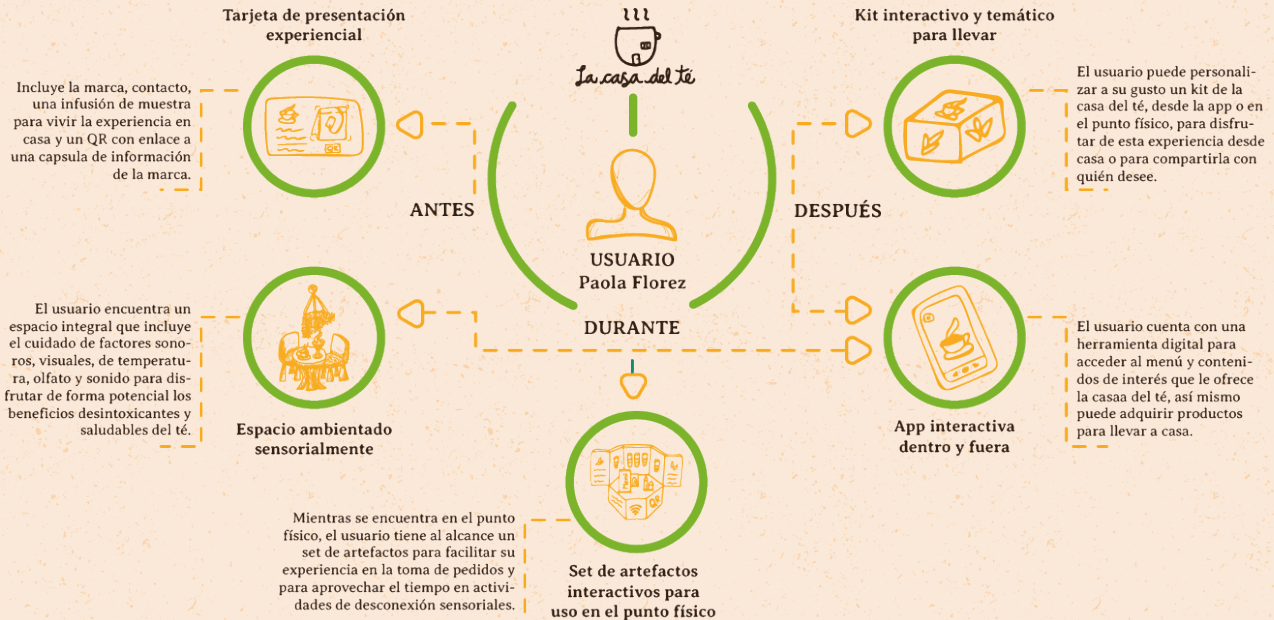 Tarjeta de presentación
experiencial
Incluye la marca, contacto,
una infusión de muestra
para vivir la experiencia en
casa y un QR con enlace a
una capsula de información
de la marca.
QR
La casa del té
Kit interactivo y temático
para llevar
El usuario puede personali-
zar a su gusto un kit de la
casa del té, desde la app o en
el punto físico, para disfru-
tar de esta experiencia desde
casa o para compartirla con
quién desee.
ANTES
USUARIO
Paola Florez
DESPUÉS
DURANTE
El usuario encuentra un
espacio integral que incluye
el cuidado de factores sono-
ros, visuales, de temperatu-
ra, olfato y sonido para dis-
frutar de forma potencial los
beneficios desintoxicantes y
saludables del té.
Espacio ambientado
sensorialmente
El usuario cuenta con una
herramienta digital para
acceder al menú y conteni-
dos de interés que le ofrece
la casaa del té, así mismo
puede adquirir productos
para llevar a casa.
App interactiva
dentro y fuera
Mientras se encuentra en el punto
físico, el usuario tiene al alcance un
set de artefactos para facilitar su
experiencia en la toma de pedidos y
para aprovechar el tiempo en activi-
dades de desconexión sensoriales.
Set de artefactos
interactivos para
uso en el punto físico